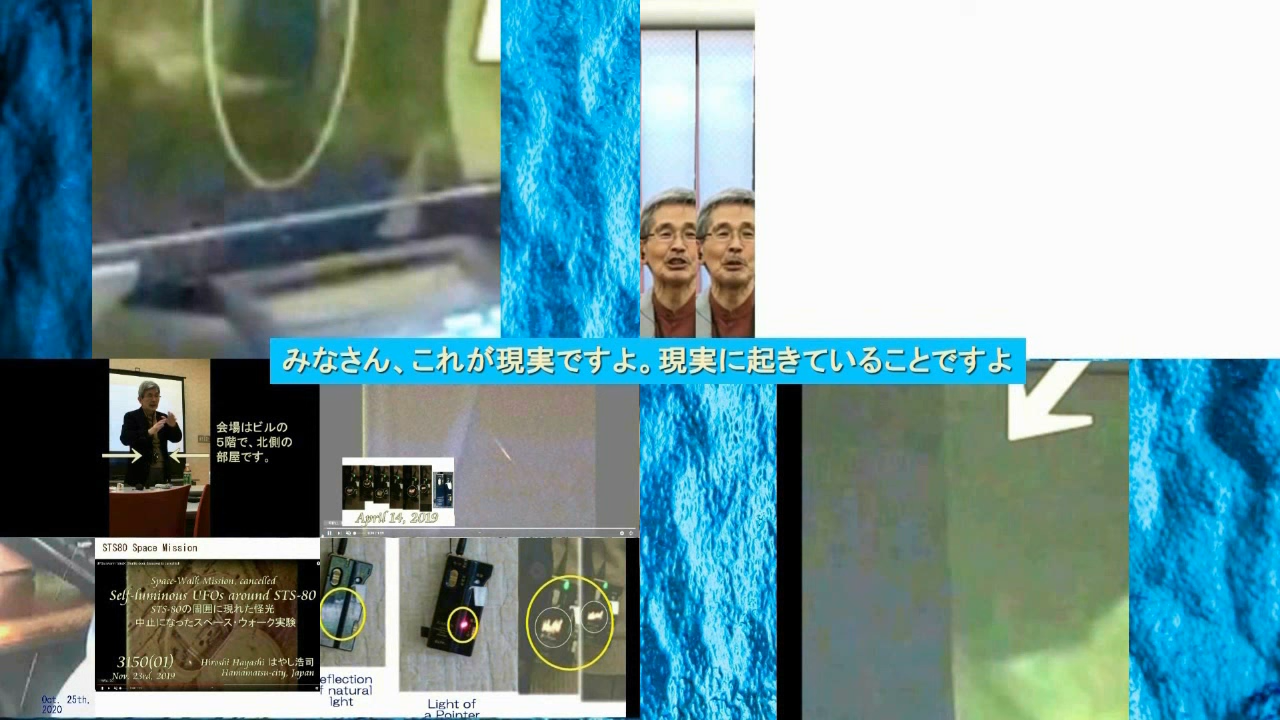 みなさん、これが現実ですよ。現実に起きていることですよ
会場はビルの
5階で、北側の
部屋です。
April 14, 2019
STS80 Space Mission
Space-Walk Mission, cancelled
Self-luminous UFOs around STS-80
STS-80の周囲に現れた怪光
中止になったスペース・ウォーク実験
3150(01)
Hiroshi Hayashi はやし浩司
Nov. 23rd, 2019
Hamamatsu-city, Japan
Oct. 25th,
2020
eflection
f natural
lght
Light of
a Pointer